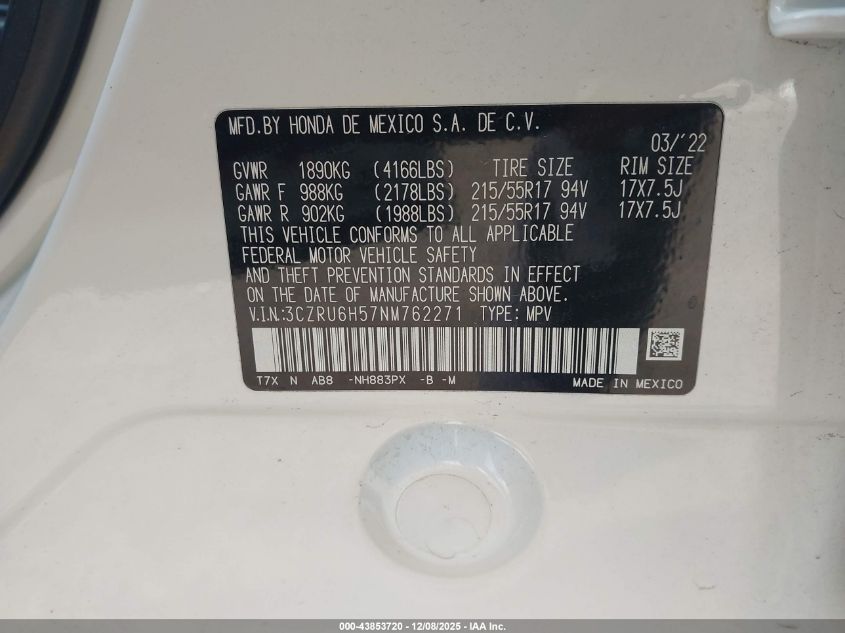 MFD.BY HONDA DE MEXICO S.A. DE C.V.
03/'22
GVWR 1890KG (4166LBS) TIRE SIZE RIM SIZE
GAWR F 988KG (2178LBS) 215/55R17 94V 17X7.5J
GAWR R 902KG (1988LBS) 215/55R17 94V 17X7.5J
THIS VEHICLE CONFORMS TO ALL APPLICABLE
FEDERAL MOTOR VEHICLE SAFETY
AND THEFT PREVENTION STANDARDS IN EFFECT
ON THE DATE OF MANUFACTURE SHOWN ABOVE.
V.I.N.:3CZRU6H57NM762271 TYPE: MPV
T7X N AB8 -NH883PX -B -M MADE IN MEXICO
000-43853720 - 12/08/2025 - IAA Inc.